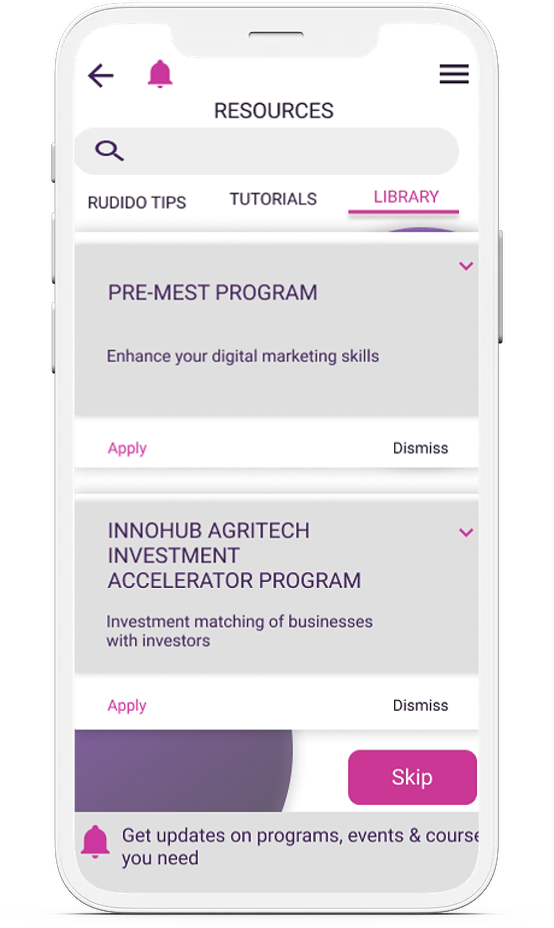 RESOURCES
RUDIDO TIPS
TUTORIALS
LIBRARY
PRE-MEST PROGRAM
Enhance your digital marketing skills
Apply
Dismiss
INNOHUB AGRITECH
INVESTMENT
ACCELERATOR PROGRAM
Investment matching of businesses
with investors
Apply
Dismiss
Skip
Get updates on programs, events & course
you need